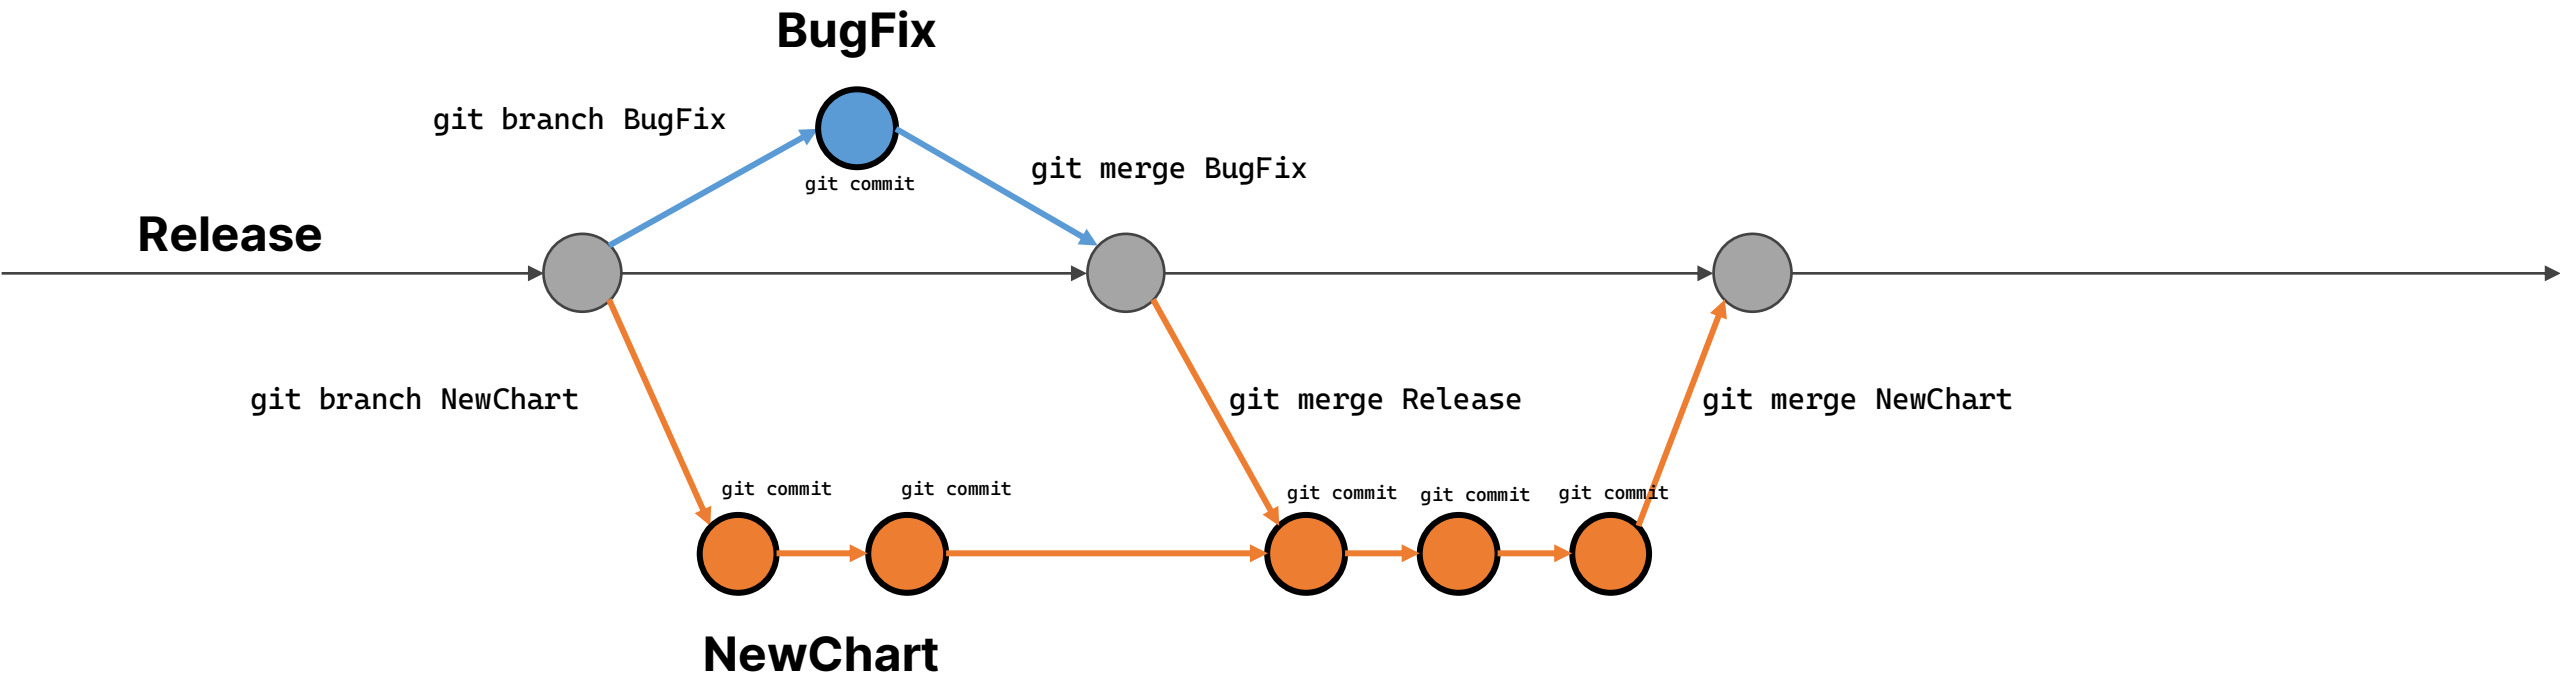 BugFix
git branch BugFix
git merge BugFix
git commit
Release
git branch NewChart
git merge Release
git merge NewChart
git commit
git commit
git commit
git commit
git commit
NewChart